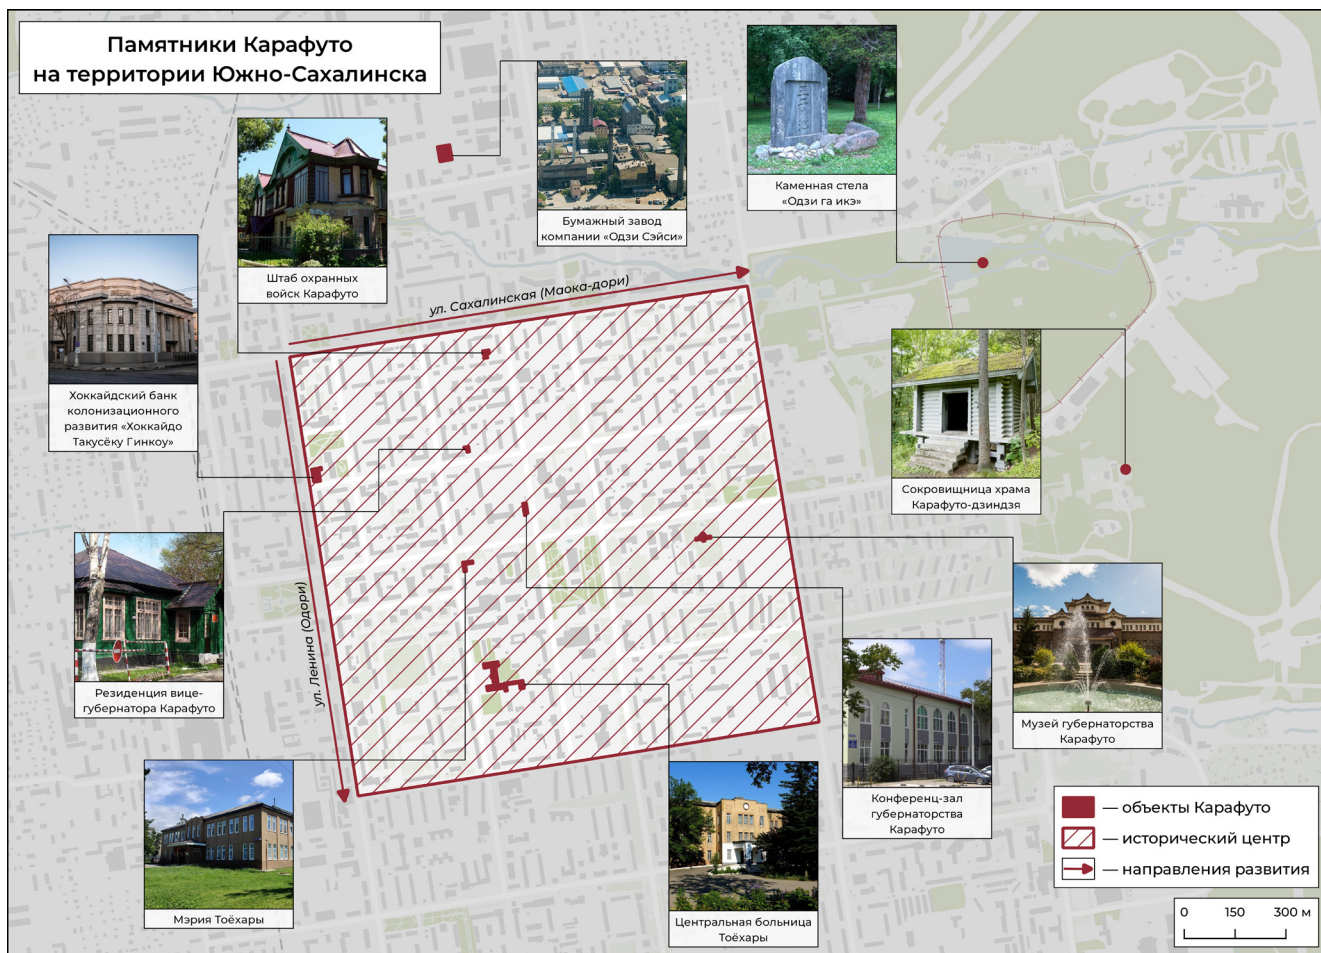 Памятники Карафуто
на территории Южно-Сахалинска
Бумажный завод
компании «Одзи Сэйси»
Каменная стела
«Одзи га икэ»
Штаб охранных
войск Карафуто
ул. Сахалинская (Маока-дори)
Хоккайдский банк
колонизационного
развития «Хоккайдо
Такусёку Гинкоу»
Сокровищница храма
Карафуто-дзиндзя
ул. Ленина (Одори)
Резиденция вице-
губернатора Карафуто
Музей губернаторства
Карафуто
Конференц-зал
губернаторства
Карафуто
Мэрия Тоёхары
Центральная больница
Тоёхары
— объекты Карафуто
— исторический центр
— направления развития
0 150 300 м